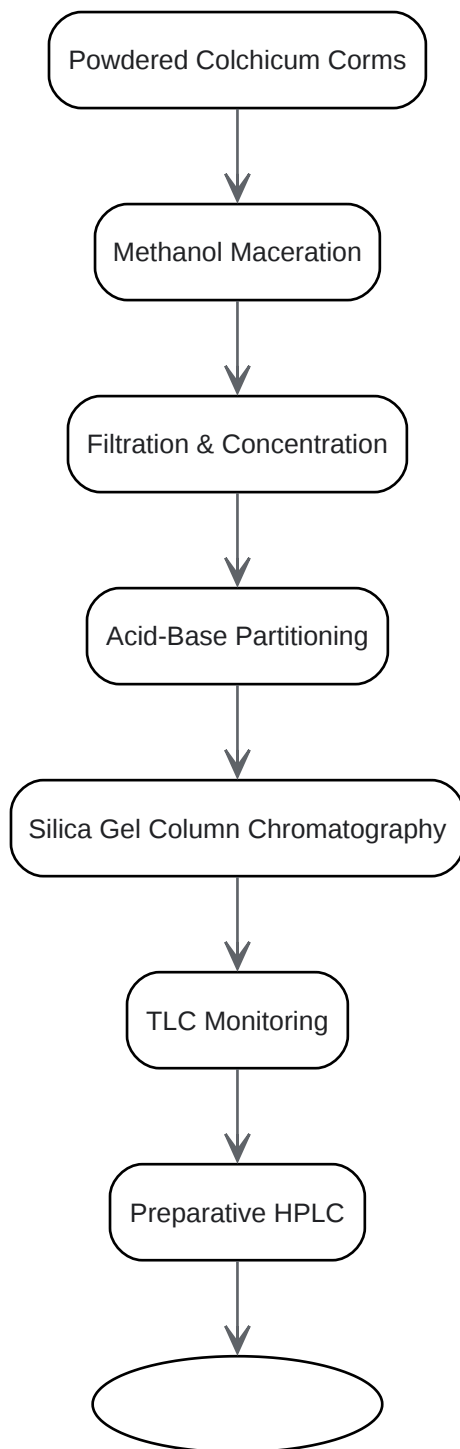 Powdered Colchicum Corms
Methanol Maceration
Filtration & Concentration
Acid-Base Partitioning
Silica Gel Column Chromatography
TLC Monitoring
Preparative HPLC